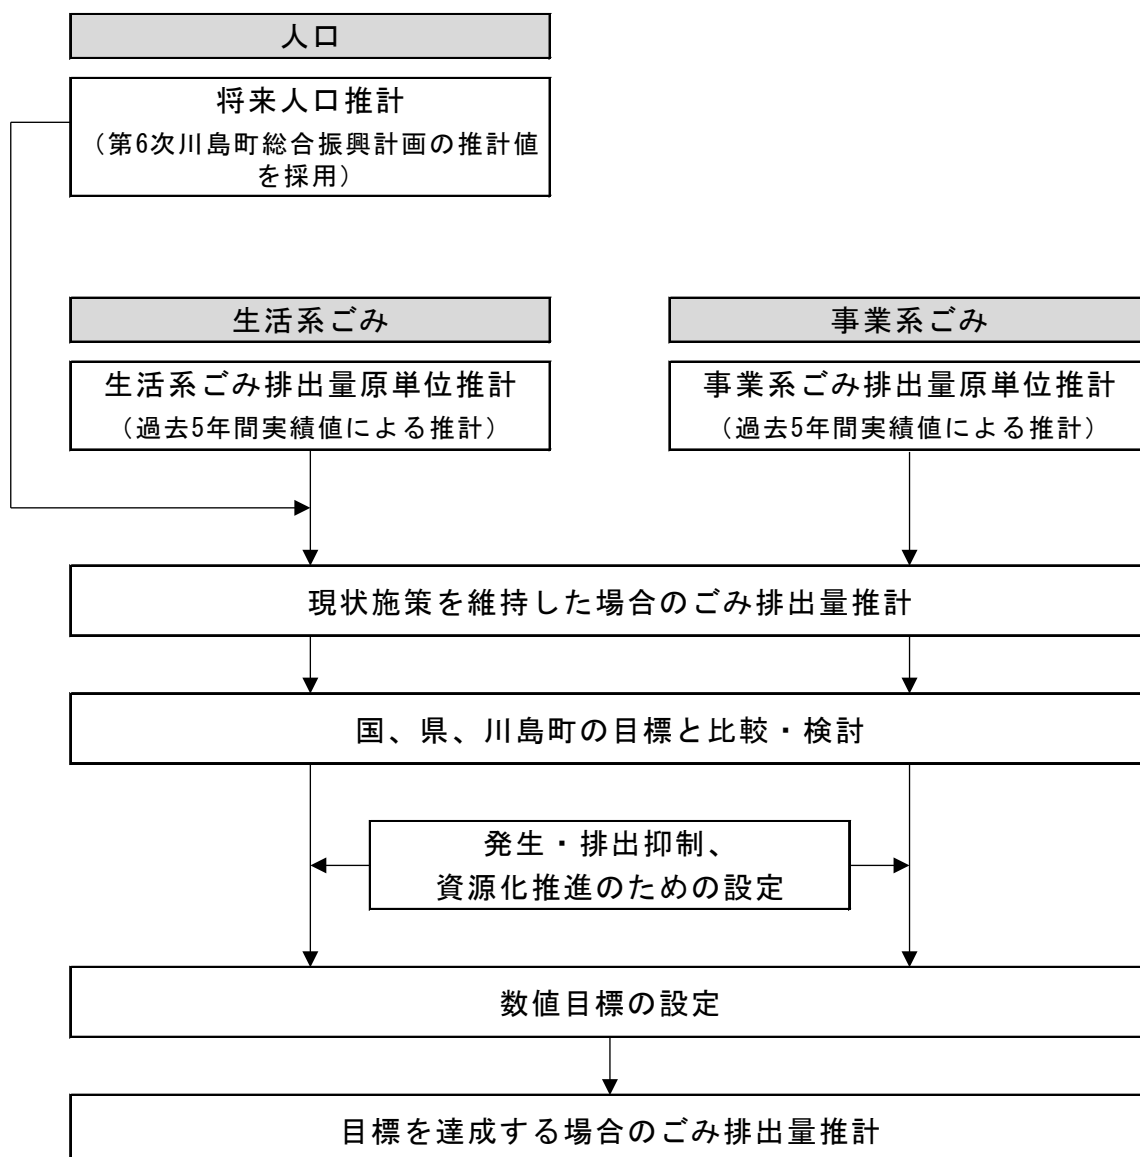 人口
将来人口推計
（第6次川島町総合振興計画の推計値
を採用）
生活系ごみ
事業系ごみ
生活系ごみ排出量原単位推計
（過去5年間実績値による推計）
事業系ごみ排出量原単位推計
（過去5年間実績値による推計）
現状施策を維持した場合のごみ排出量推計
国、県、川島町の目標と比較・検討
発生・排出抑制、
資源化推進のための設定
数値目標の設定
目標を達成する場合のごみ排出量推計